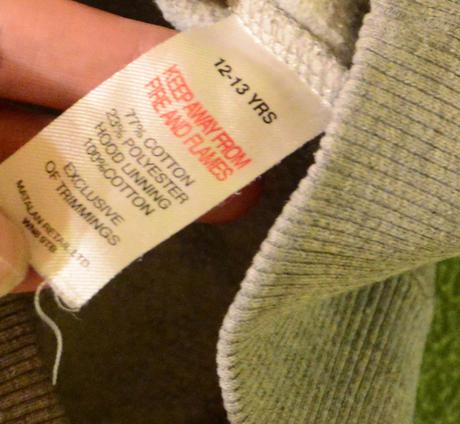 12-13 YRS
KEEP AWAY FROM
FIRE AND FLAMES
77% COTTON
23% POLYESTER
HOOD LINNING
100%COTTON
EXCLUSIVE
OF TRIMMINGS
MATALAN RETAIL LTD